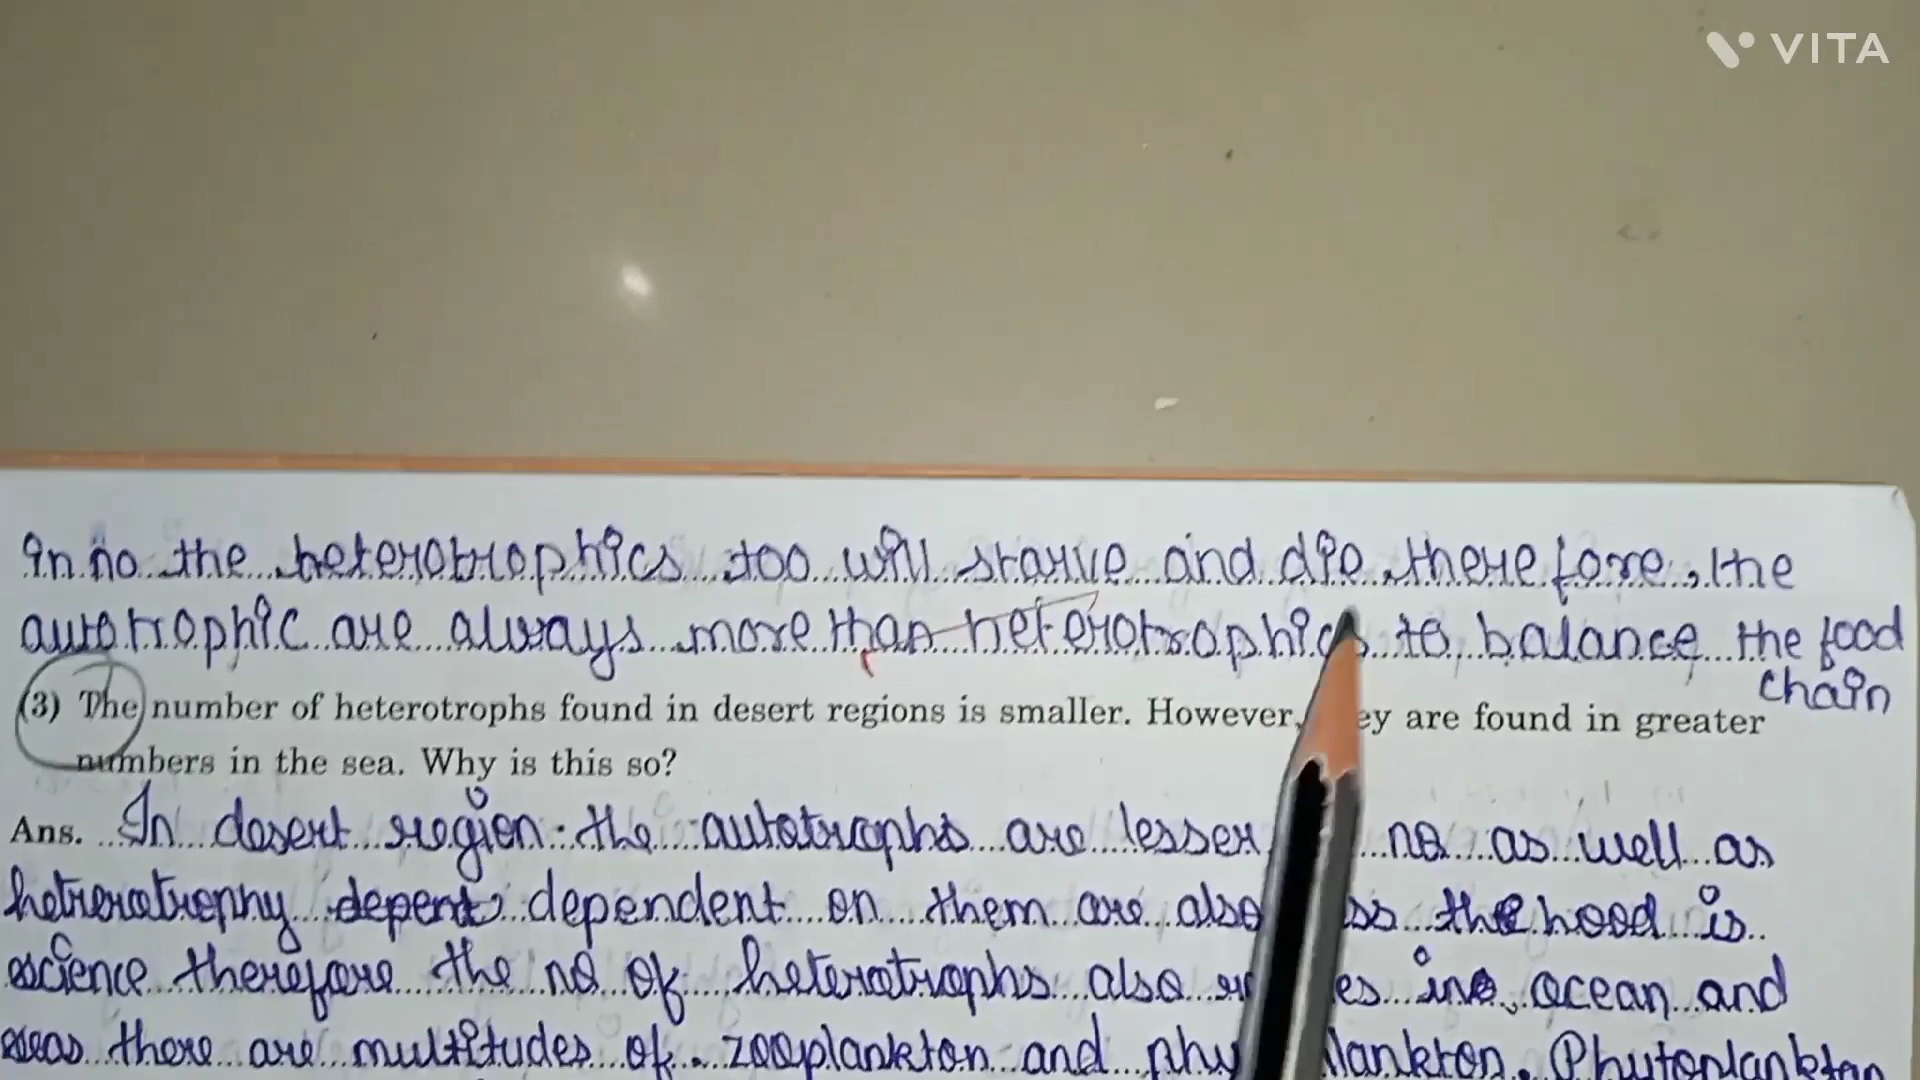 VITA
in no the heterotrophics too will starve and die, therefore, the
autotrophic are always more than heterotrophics to balance the food
chain
(3) The number of heterotrophs found in desert regions is smaller. However, ey are found in greater
numbers in the sea. Why is this so?
Ans. In desert region the autotrophs are lesser no as well as
hetrerotrophy depent dependent on them are also ss the hood is
escience therefore the no of heterotrophs also es in ocean and
seas there are multitudes of zooplankton and phy lankton. Phytoplankton